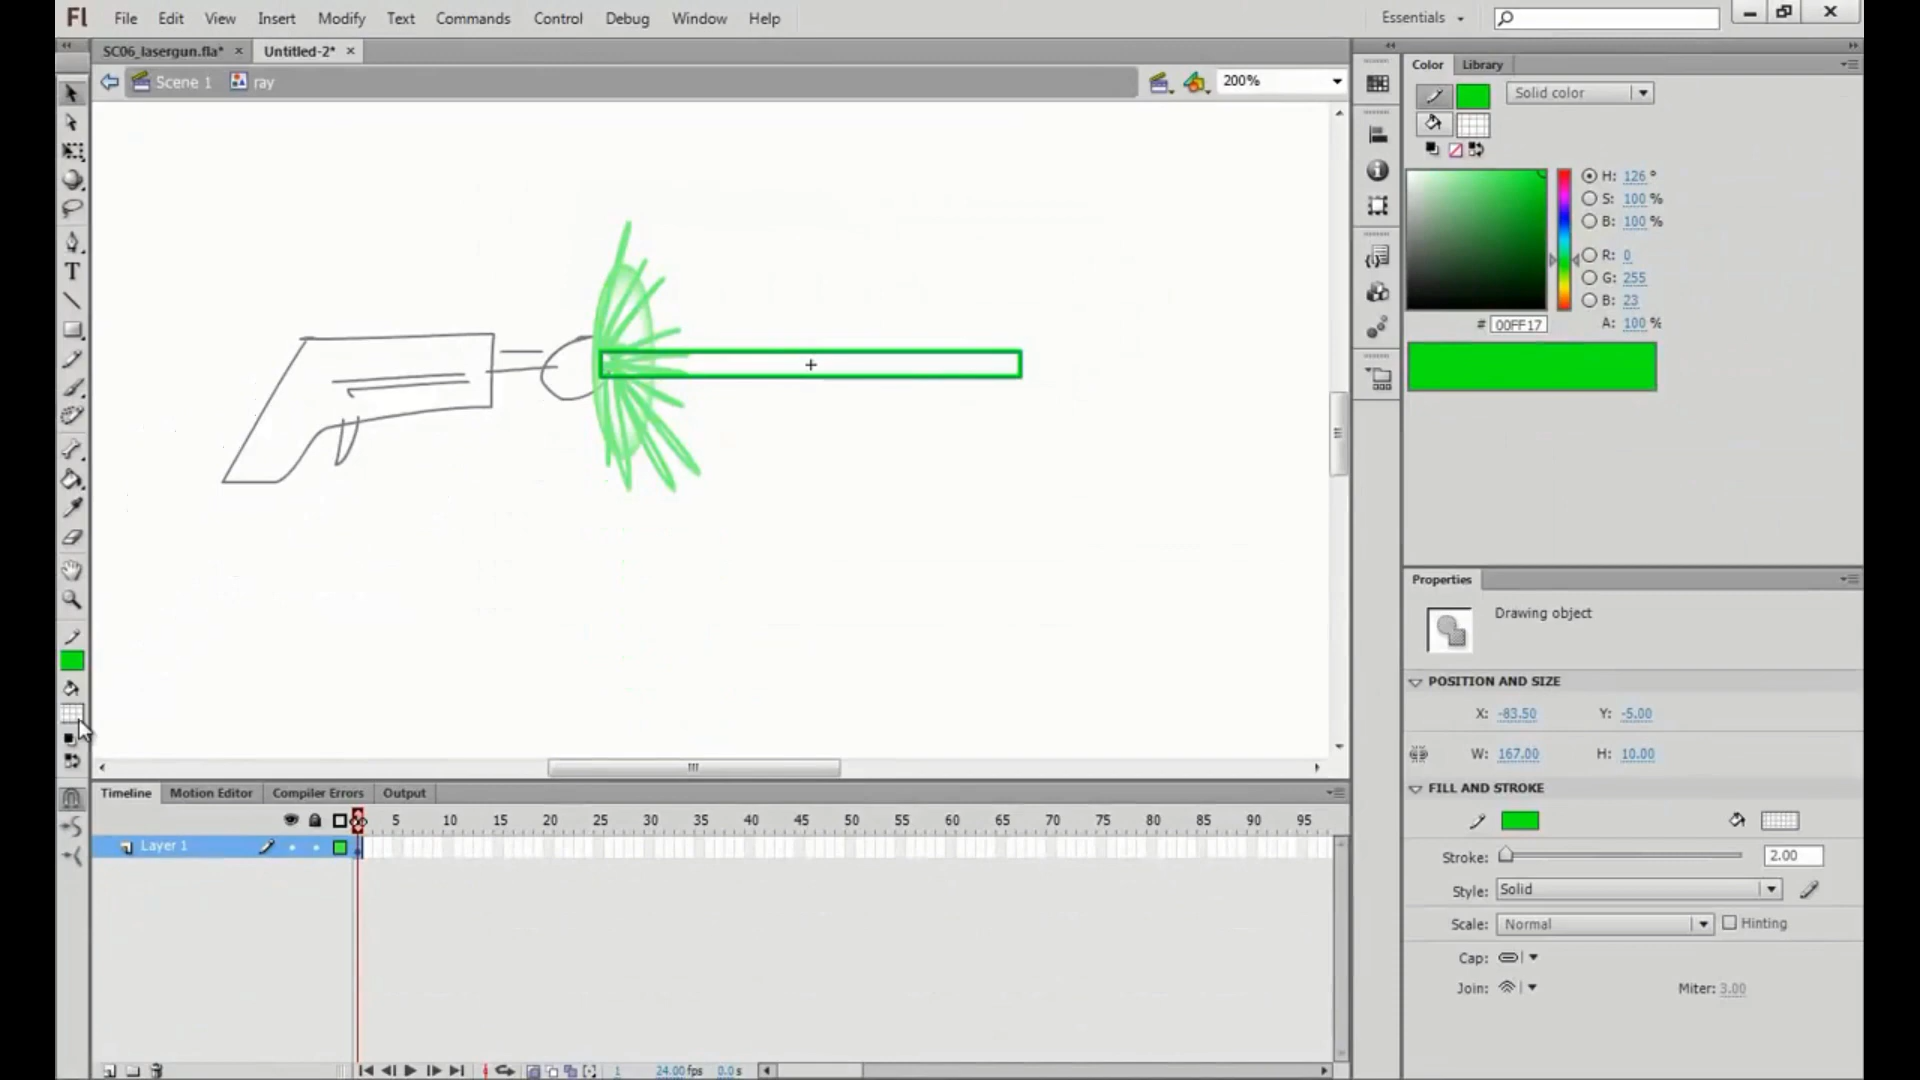 Fl File Edit View Insert Modify Text Commands Control Debug Window Help Essentials
SC06_lasergun.fla* × Untitled-2* ×
Scene 1 ray 200%
Color Library
Solid color
H: 126 °
S: 100 %
B: 100 %
R: 0
G: 255
B: 23
# 00FF17 A: 100 %
T
Properties
Drawing object
POSITION AND SIZE
X: -83.50 Y: -5.00
W: 167.00 H: 10.00
FILL AND STROKE
Stroke: 2.00
Style: Solid
Scale: Normal Hinting
Cap:
Join: Miter: 3.00
Timeline Motion Editor Compiler Errors Output
5 10 15 20 25 30 35 40 45 50 55 60 65 70 75 80 85 90 95
Layer 1
1 24.00 fps 0.0 s